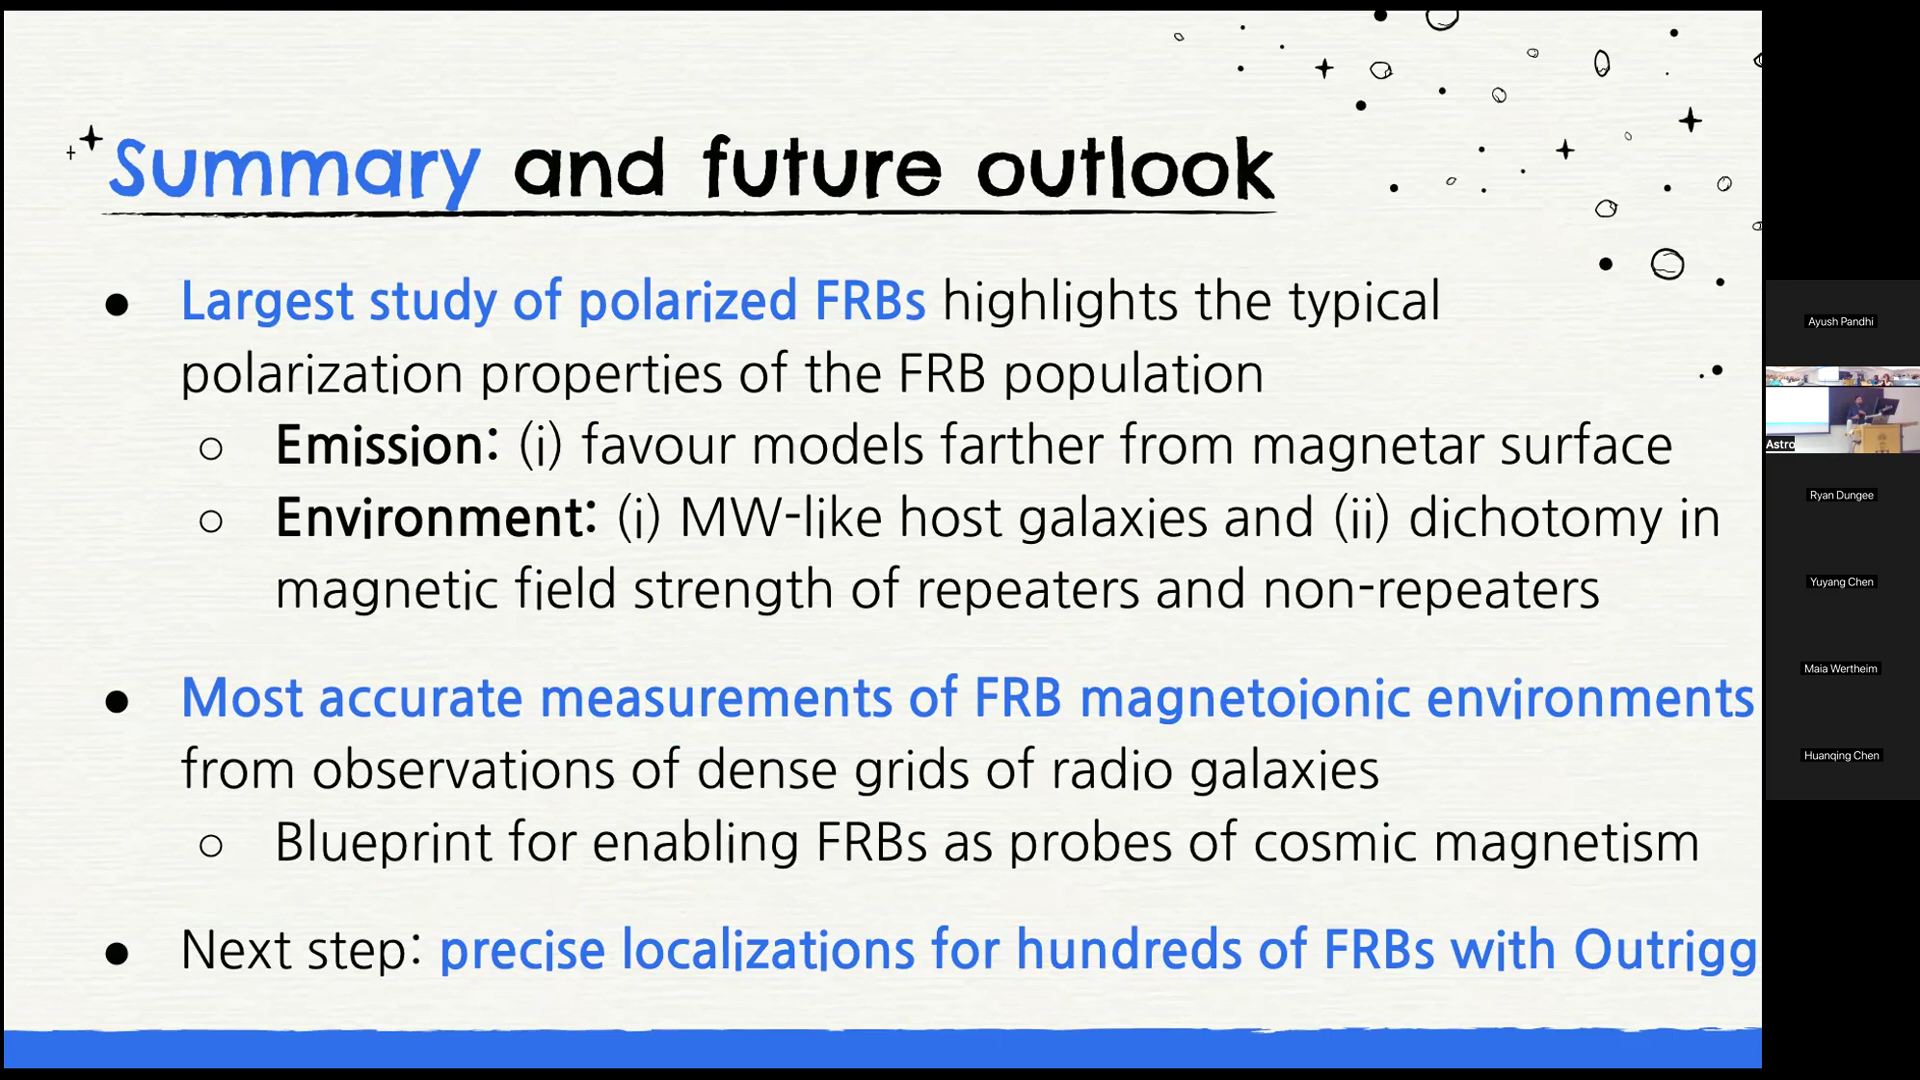 Summary and future outlook
● Largest study of polarized FRBs highlights the typical
polarization properties of the FRB population
○ Emission: (i) favour models farther from magnetar surface
○ Environment: (i) MW-like host galaxies and (ii) dichotomy in
magnetic field strength of repeaters and non-repeaters
● Most accurate measurements of FRB magnetoionic environments
from observations of dense grids of radio galaxies
○ Blueprint for enabling FRBs as probes of cosmic magnetism
● Next step: precise localizations for hundreds of FRBs with Outrigg
Ayush Pandhi
Astro
Ryan Dungee
Yuyang Chen
Maia Wertheim
Huanqing Chen